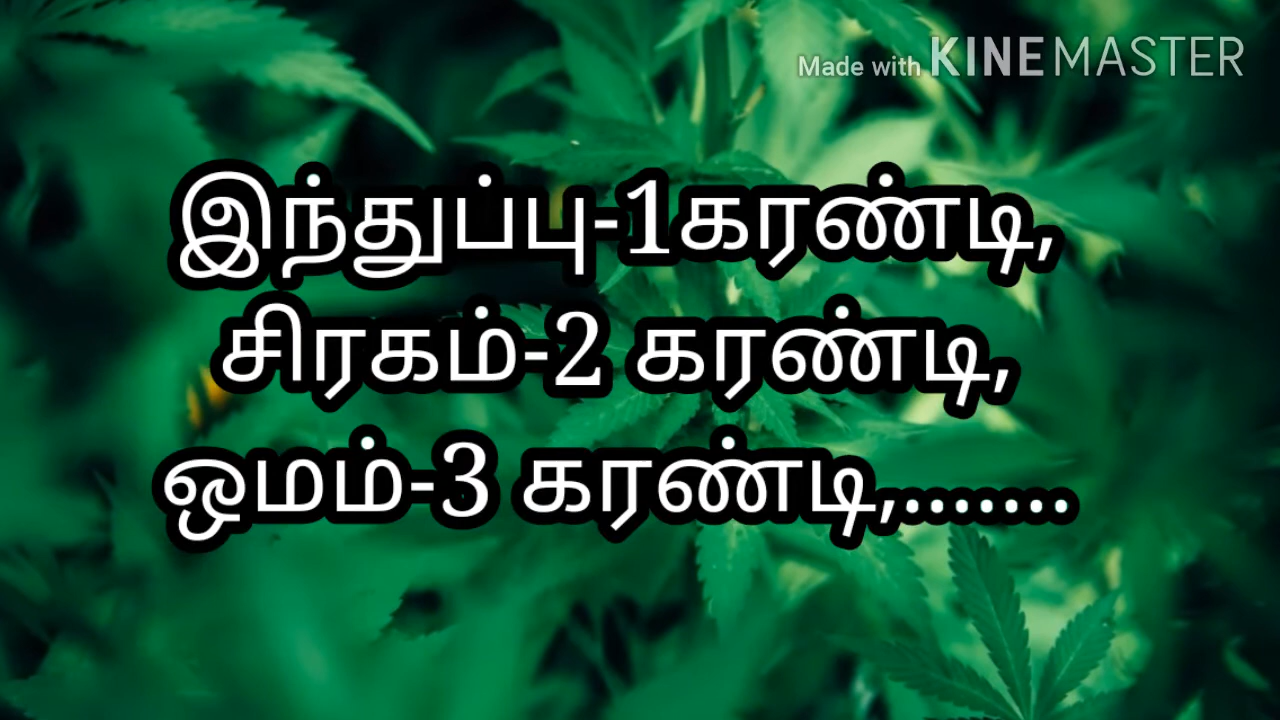 Made with KINEMASTER
இந்துப்பு-1கரண்டி,
சிரகம்-2 கரண்டி,
ஒமம்-3 கரண்டி,.......